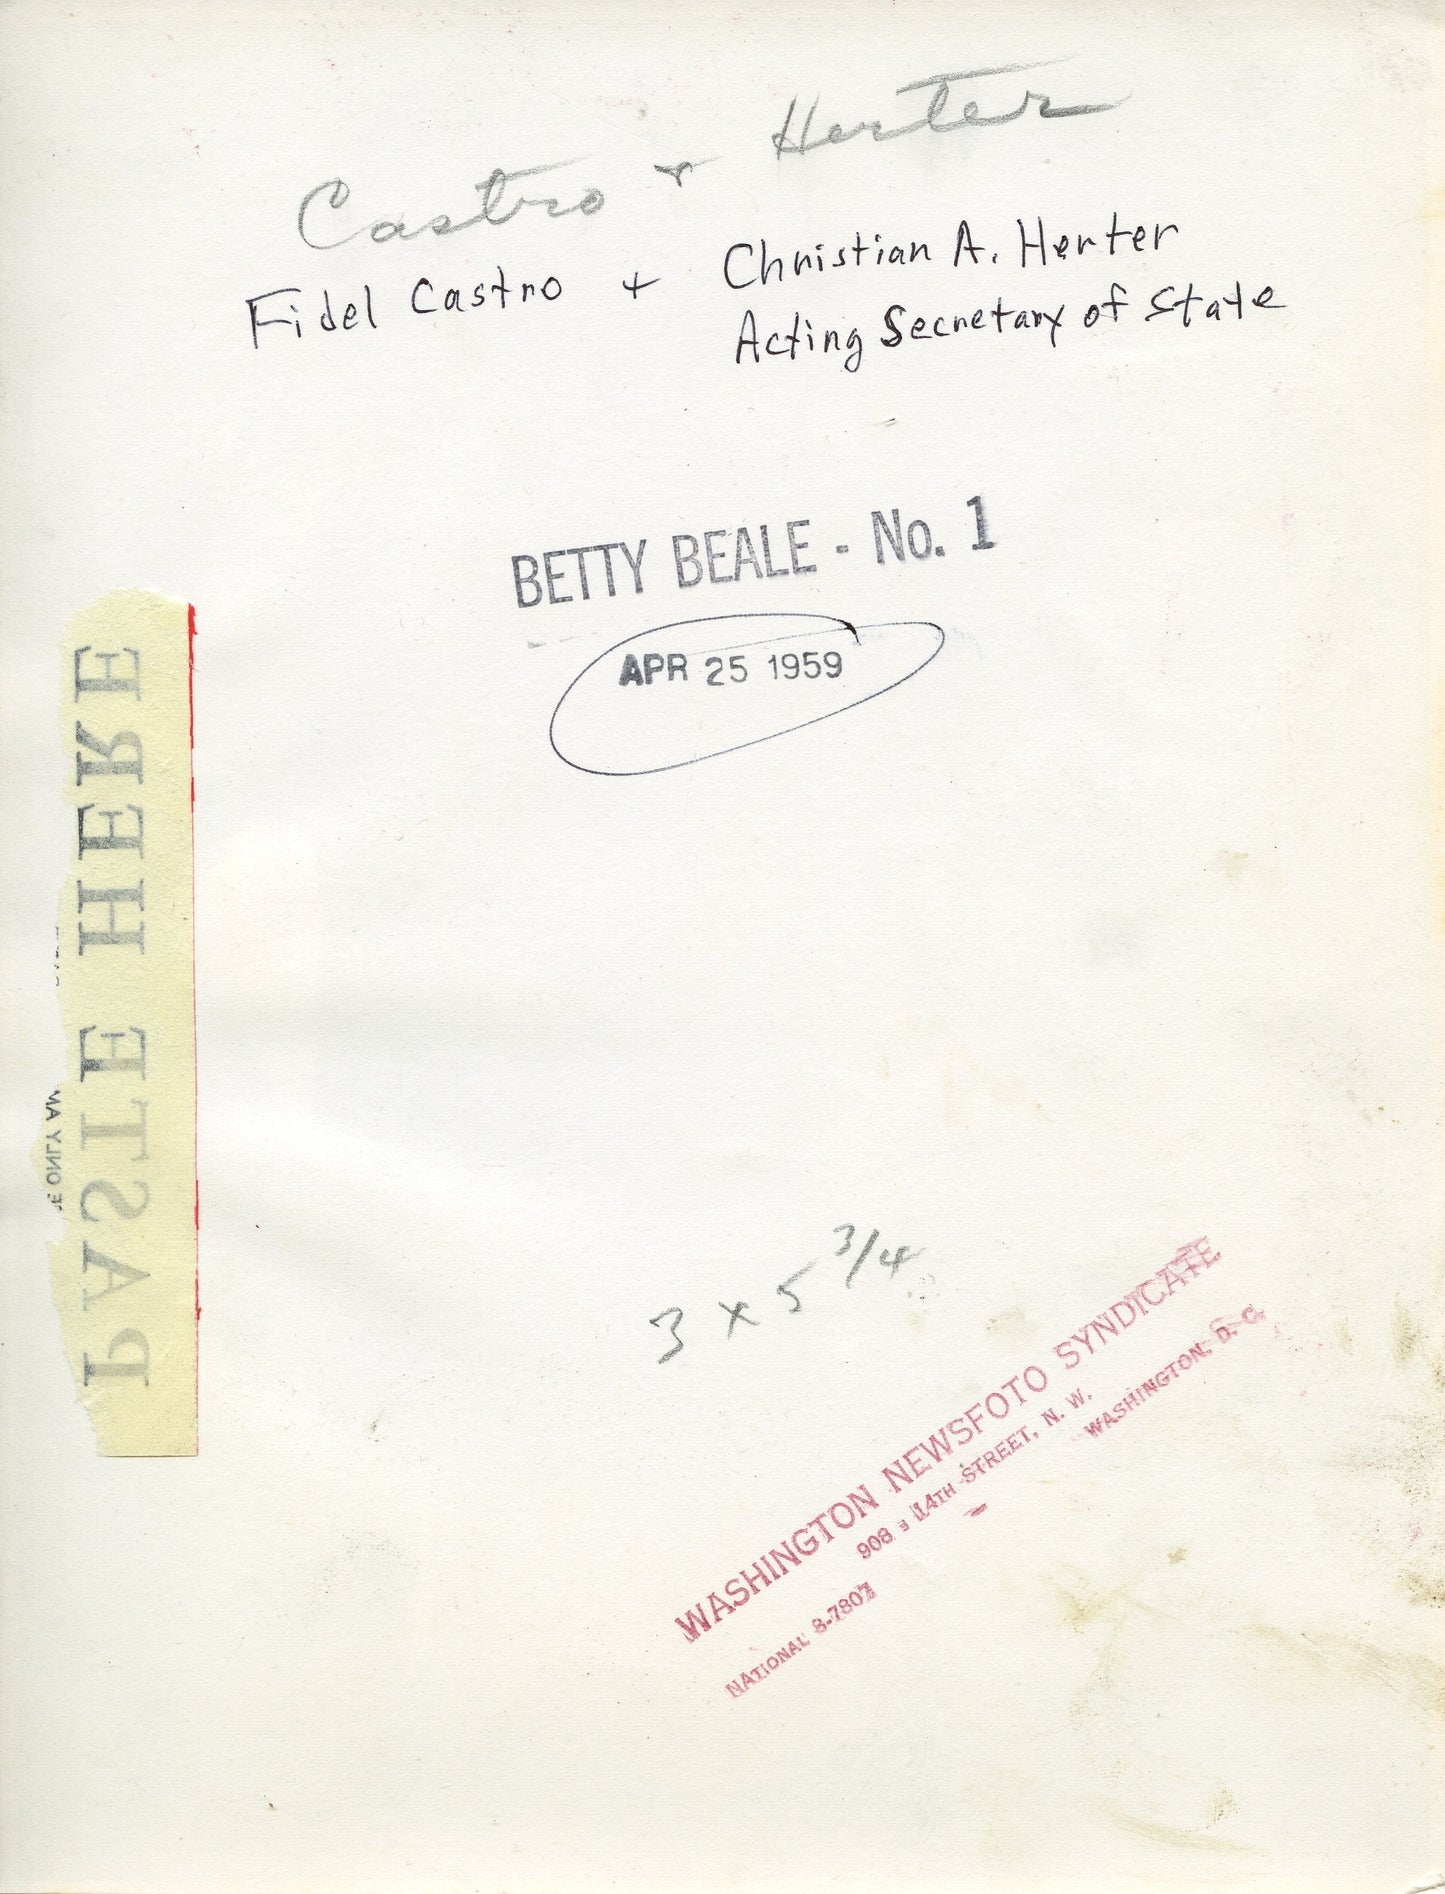 Castro + Herter
Fidel Castro + Christian A. Herter
Acting Secretary of State
BETTY BEALE - No. 1
APR 25 1959
PASTE HERE
ONLY
3 x 5 3/4
WASHINGTON NEWSFOTO SYNDICATE
908 14TH STREET, N. W.
WASHINGTON, D. C.
NATIONAL 8-7807